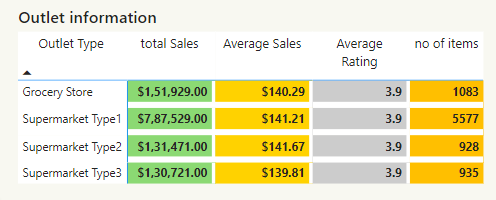 Outlet information
Outlet Type total Sales Average Sales Average Rating no of items
Grocery Store $1,51,929.00 $140.29 3.9 1083
Supermarket Type1 $7,87,529.00 $141.21 3.9 5577
Supermarket Type2 $1,31,471.00 $141.67 3.9 928
Supermarket Type3 $1,30,721.00 $139.81 3.9 935